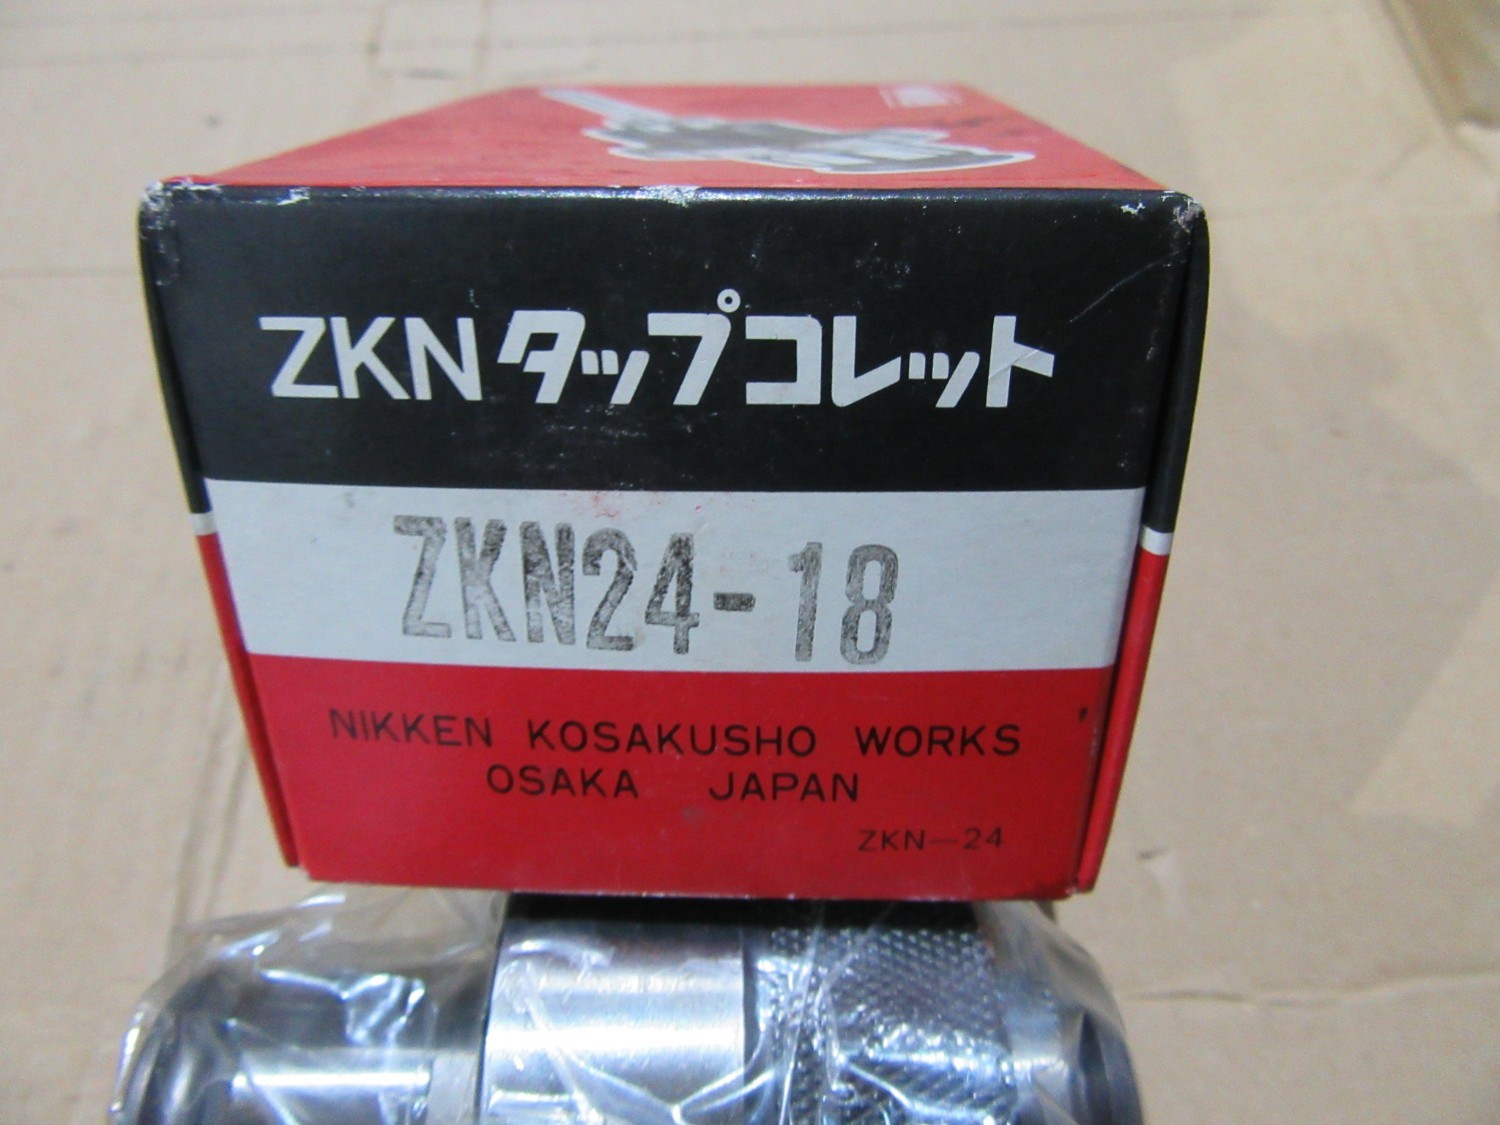 ZKNタップコレット
ZKN24-18
NIKKEN KOSAKUSHO WORKS
OSAKA JAPAN
ZKN-24